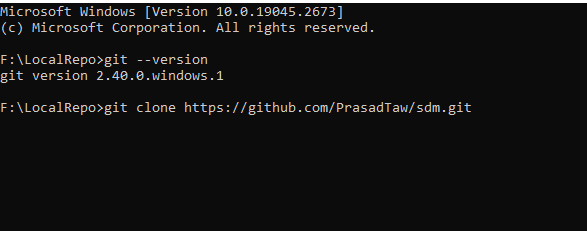 Microsoft Windows [Version 10.0.19045.2673]
(c) Microsoft Corporation. All rights reserved.
F:\LocalRepo>git --version
git version 2.40.0.windows.1
F:\LocalRepo>git clone https://github.com/PrasadTaw/sdm.git